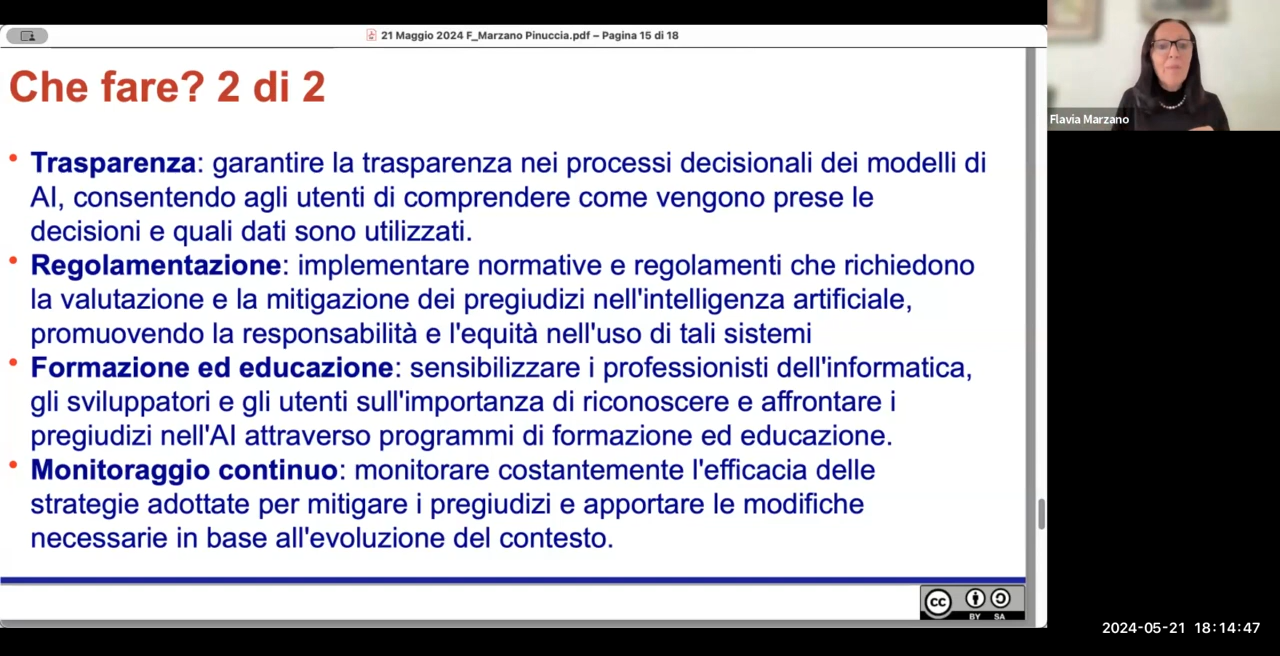 21 Maggio 2024 F_Marzano Pinuccia.pdf – Pagina 15 di 18
Che fare? 2 di 2
• Trasparenza: garantire la trasparenza nei processi decisionali dei modelli di
AI, consentendo agli utenti di comprendere come vengono prese le
decisioni e quali dati sono utilizzati.
• Regolamentazione: implementare normative e regolamenti che richiedono
la valutazione e la mitigazione dei pregiudizi nell'intelligenza artificiale,
promuovendo la responsabilità e l'equità nell'uso di tali sistemi
• Formazione ed educazione: sensibilizzare i professionisti dell'informatica,
gli sviluppatori e gli utenti sull'importanza di riconoscere e affrontare i
pregiudizi nell'AI attraverso programmi di formazione ed educazione.
• Monitoraggio continuo: monitorare costantemente l'efficacia delle
strategie adottate per mitigare i pregiudizi e apportare le modifiche
necessarie in base all'evoluzione del contesto.
cc
BY SA
Flavia Marzano
2024-05-21 18:14:47